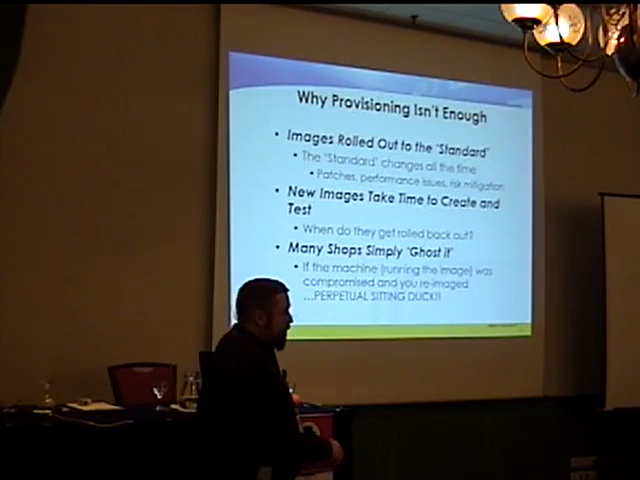 Why Provisioning Isn't Enough
• Images Rolled Out to the 'Standard'
• The 'Standard' changes all the time
• Patches, performance issues, risk mitigation
• New Images Take Time to Create and
Test
• When do they get rolled back out?
• Many Shops Simply 'Ghost it'
• If the machine (running the image) was
compromised and you re-imaged
...PERPETUAL SITTING DUCK!!